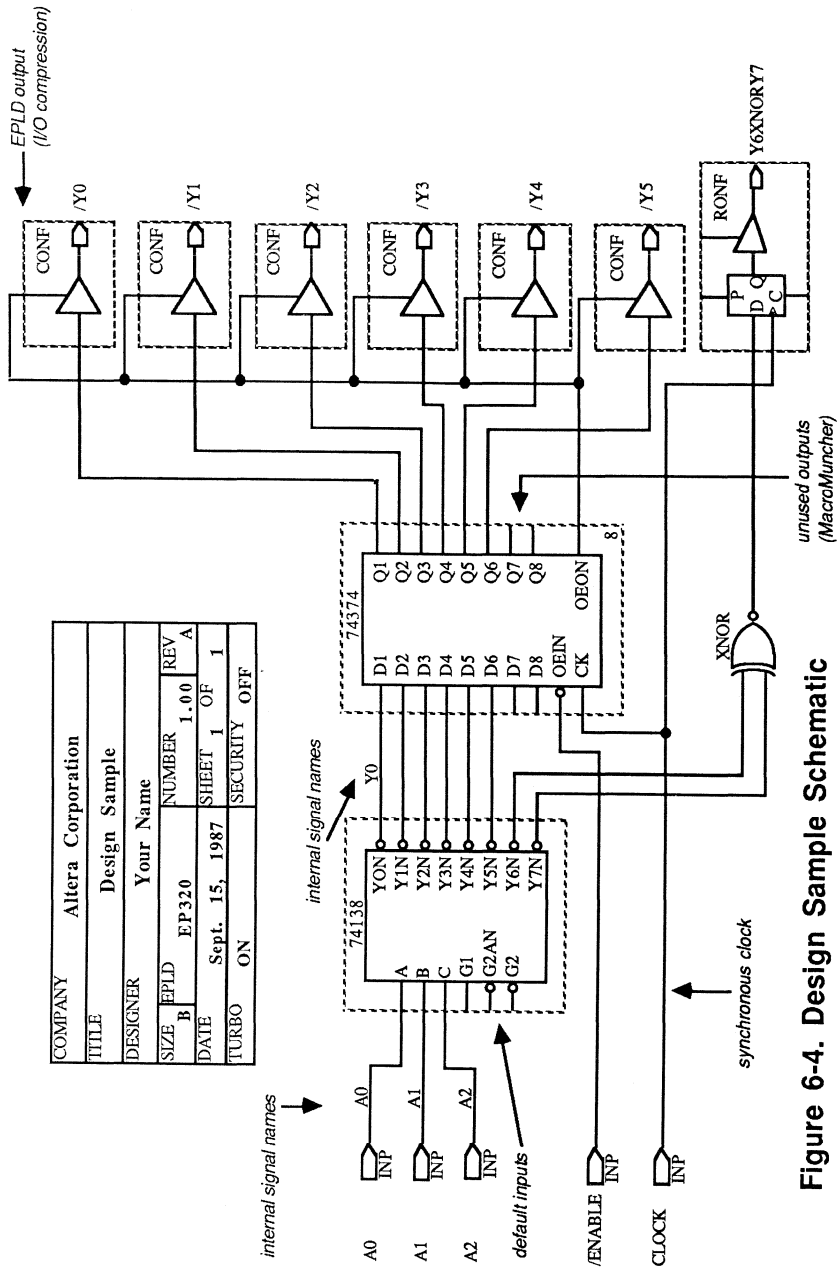 COMPANY
Altera Corporation
TITLE
Design Sample
DESIGNER
Your Name
SIZE
B
EPLD
EP320
NUMBER
1.00
REV
A
DATE
Sept. 15, 1987
SHEET 1 OF 1
TURBO
ON
SECURITY OFF
EPLD output
(I/O compression)
CONF
/Y0
CONF
/Y1
CONF
/Y2
CONF
/Y3
CONF
/Y4
CONF
/Y5
RONF
P
D Q
C
Y6XNORY7
internal signal names
internal signal names
Y0
A0
INP
A0
A1
INP
A1
A2
INP
A2
default inputs
74138
A
B
C
G1
G2AN
G2
Y0N
Y1N
Y2N
Y3N
Y4N
Y5N
Y6N
Y7N
74374
D1
D2
D3
D4
D5
D6
D7
D8
OEIN
CK
Q1
Q2
Q3
Q4
Q5
Q6
Q7
Q8
OEON
8
unused outputs
(MacroMuncher)
XNOR
/ENABLE
INP
CLOCK
INP
synchronous clock
Figure 6-4. Design Sample Schematic